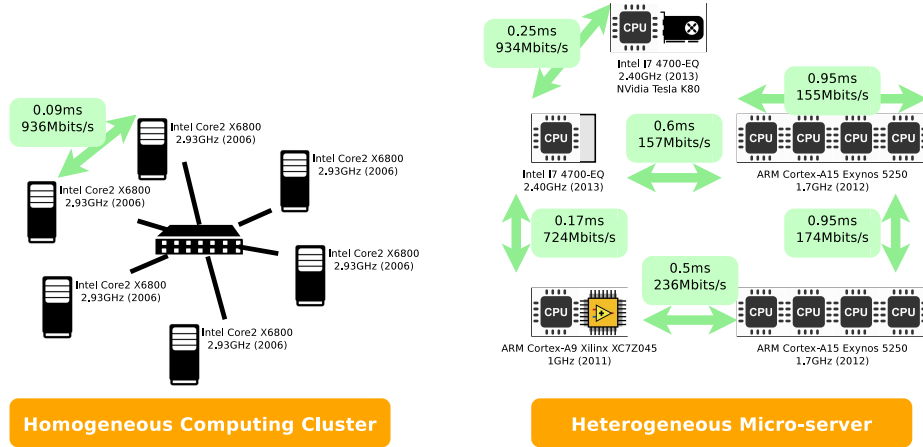 0.09ms
936Mbits/s
Intel Core2 X6800
2.93GHz (2006)
Intel Core2 X6800
2.93GHz (2006)
Intel Core2 X6800
2.93GHz (2006)
Intel Core2 X6800
2.93GHz (2006)
Intel Core2 X6800
2.93GHz (2006)
Intel Core2 X6800
2.93GHz (2006)
Homogeneous Computing Cluster
0.25ms
934Mbits/s
CPU
Intel I7 4700-EQ
2.40GHz (2013)
NVidia Tesla K80
0.95ms
155Mbits/s
CPU
Intel I7 4700-EQ
2.40GHz (2013)
0.6ms
157Mbits/s
CPU CPU CPU CPU
ARM Cortex-A15 Exynos 5250
1.7GHz (2012)
0.17ms
724Mbits/s
0.95ms
174Mbits/s
0.5ms
236Mbits/s
CPU
ARM Cortex-A9 Xilinx XC7Z045
1GHz (2011)
CPU CPU CPU CPU
ARM Cortex-A15 Exynos 5250
1.7GHz (2012)
Heterogeneous Micro-server